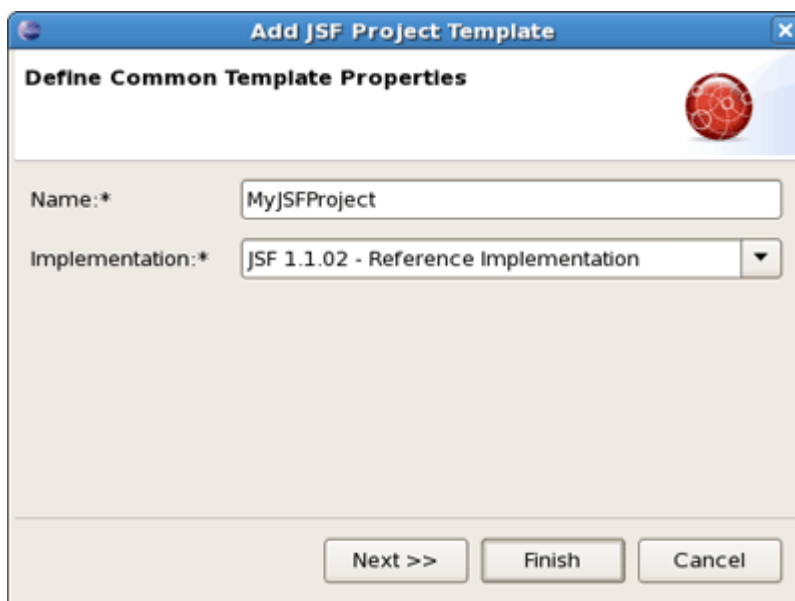 Add JSF Project Template
Define Common Template Properties
Name:* MyJSFProject
Implementation:* JSF 1.1.02 - Reference Implementation
Next >> Finish Cancel